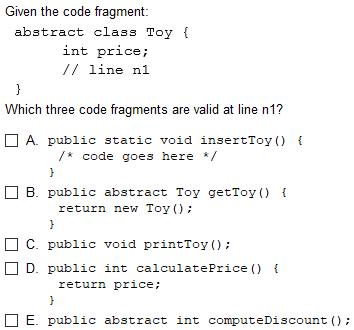 Given the code fragment:
abstract class Toy {
int price;
// line n1
}
Which three code fragments are valid at line n1?
A. public static void insertToy() {
/* code goes here */
}
B. public abstract Toy getToy() {
return new Toy();
}
C. public void printToy();
D. public int calculatePrice() {
return price;
}
E. public abstract int computeDiscount();